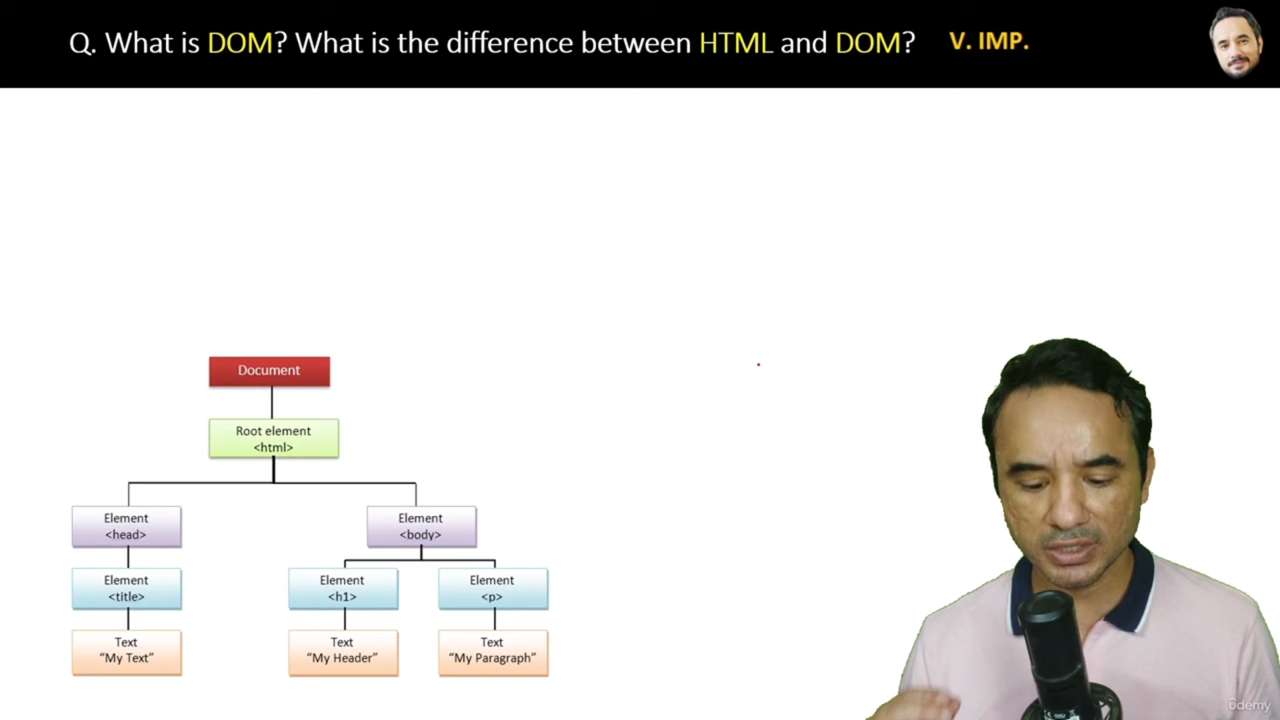 Q. What is DOM? What is the difference between HTML and DOM? V. IMP.
Document
Root element
<html>
Element
<head>
Element
<body>
Element
<title>
Element
<h1>
Element
<p>
Text
“My Text”
Text
“My Header”
Text
“My Paragraph”
ûdemy